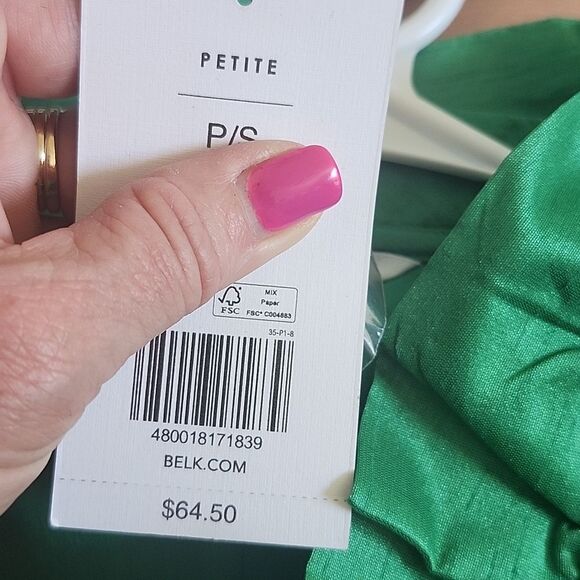 PETITE
P/S
MIX
Paper
FSC® C004883
FSC
35-P1-8
480018171839
BELK.COM
$64.50